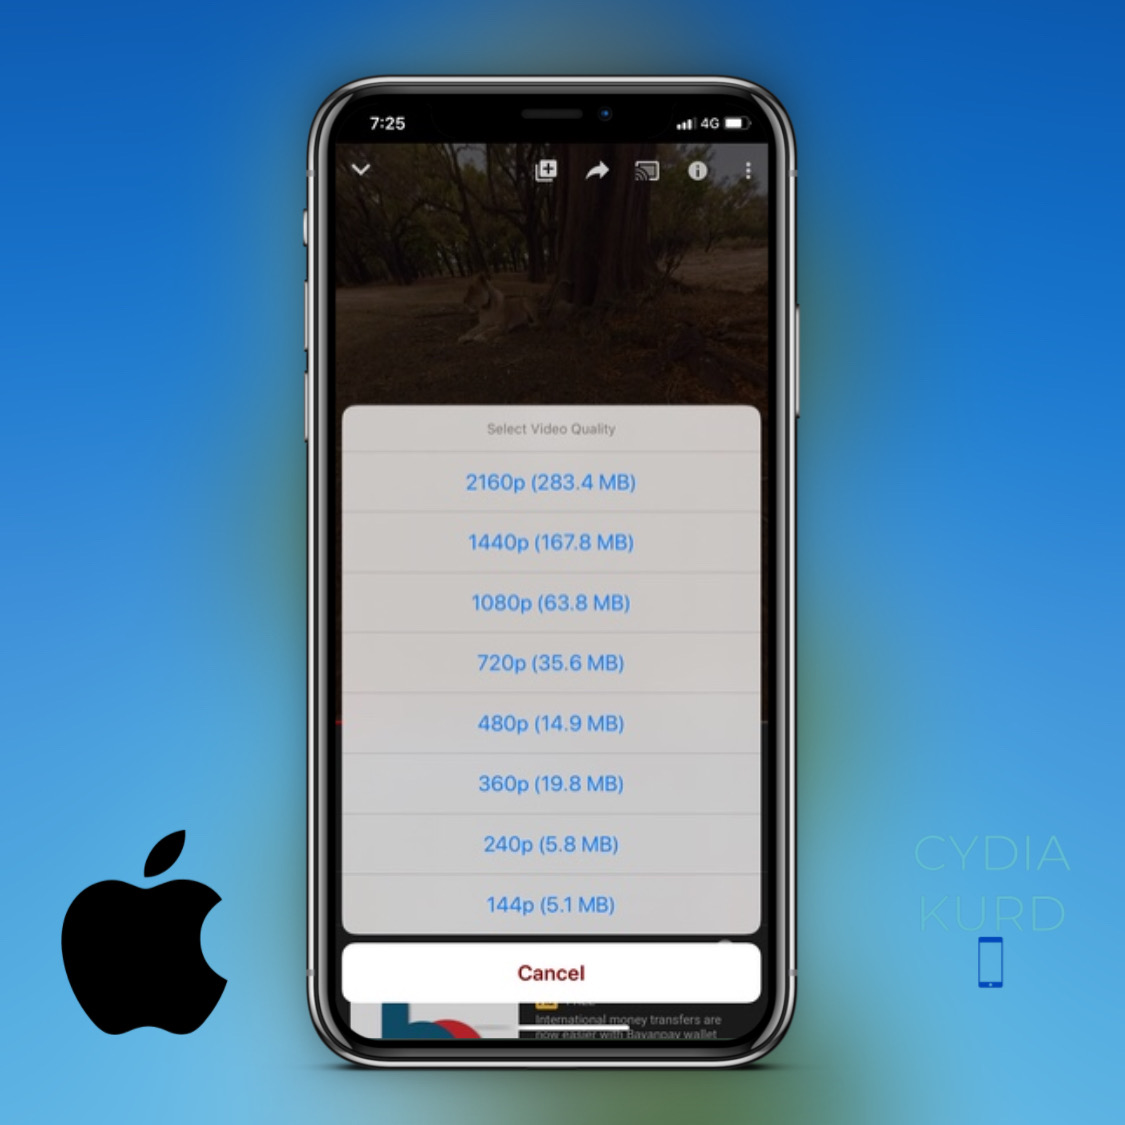 7:25
4G
Select Video Quality
2160p (283.4 MB)
1440p (167.8 MB)
1080p (63.8 MB)
720p (35.6 MB)
480p (14.9 MB)
360p (19.8 MB)
240p (5.8 MB)
144p (5.1 MB)
Cancel
International money transfers are
now easier with Bayanpay wallet
CYDIA
KURD